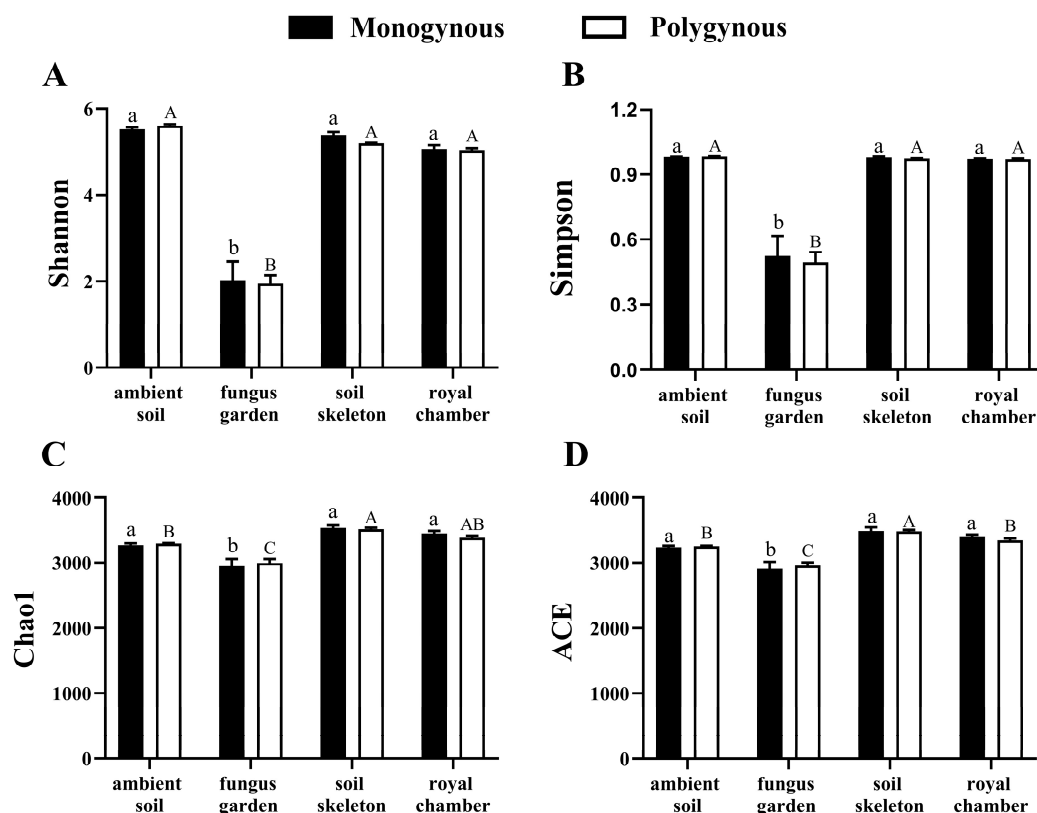 Monogynous Polygynous
A
Shannon
6
4
2
0
a A
b B
a A
a A
ambient soil
fungus garden
soil skeleton
royal chamber
B
Simpson
1.2
0.9
0.6
0.3
0.0
a A
b B
a A
a A
ambient soil
fungus garden
soil skeleton
royal chamber
C
Chao1
4000
3000
2000
1000
0
a B
b C
a A
a AB
ambient soil
fungus garden
soil skeleton
royal chamber
D
ACE
4000
3000
2000
1000
0
a B
b C
a A
a B
ambient soil
fungus garden
soil skeleton
royal chamber